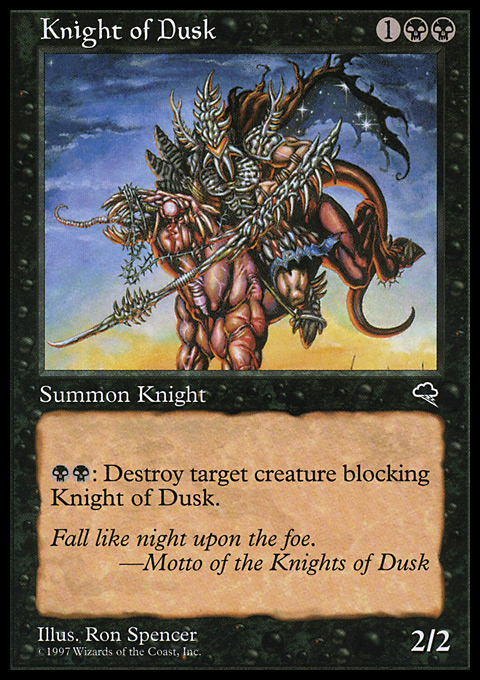 Knight of Dusk 1
Summon Knight
: Destroy target creature blocking
Knight of Dusk.
Fall like night upon the foe.
—Motto of the Knights of Dusk
Illus. Ron Spencer
©1997 Wizards of the Coast, Inc.
2/2